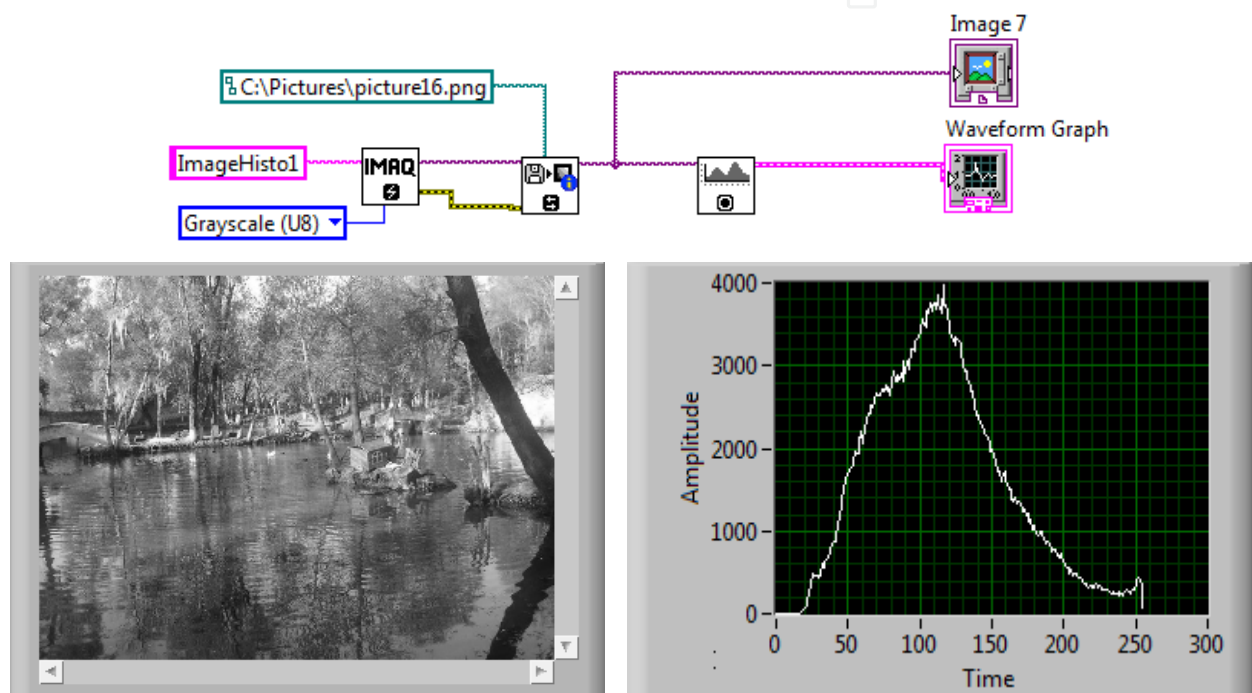 Image 7
C:\Pictures\picture16.png
Waveform Graph
ImageHisto1
IMAQ
Grayscale (U8)
4000
3000
2000
1000
0
Amplitude
0 50 100 150 200 250 300
Time